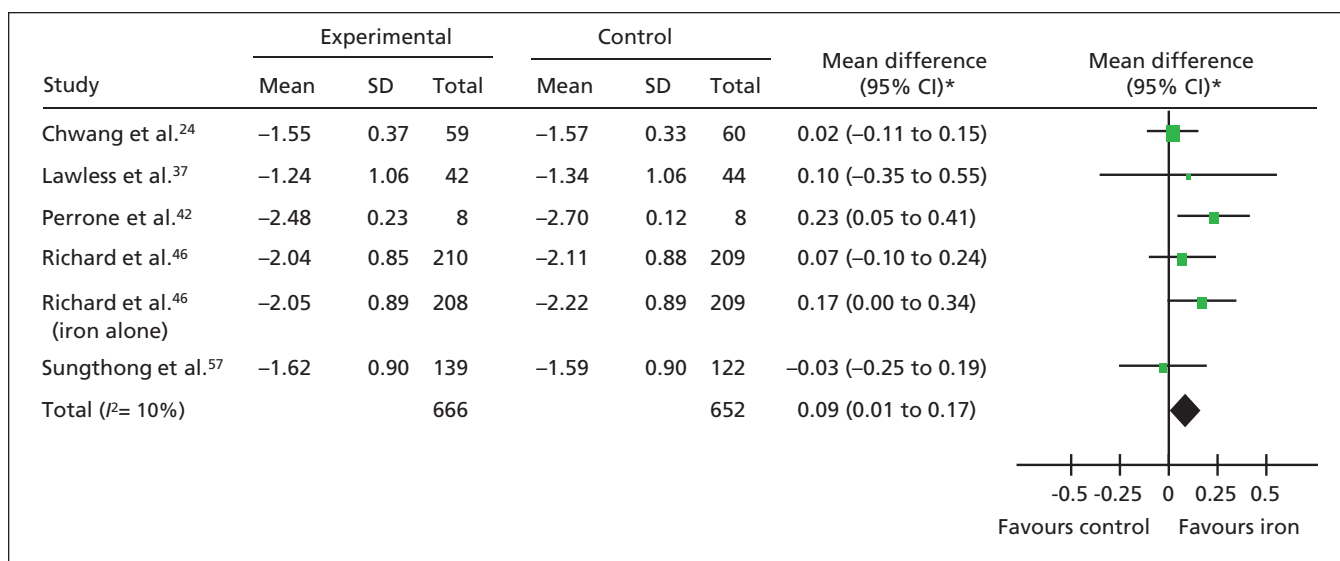 Experimental Control
Mean difference (95% CI)* Mean difference (95% CI)*
Study Mean SD Total Mean SD Total
Chwang et al.24 –1.55 0.37 59 –1.57 0.33 60 0.02 (–0.11 to 0.15)
Lawless et al.37 –1.24 1.06 42 –1.34 1.06 44 0.10 (–0.35 to 0.55)
Perrone et al.42 –2.48 0.23 8 –2.70 0.12 8 0.23 (0.05 to 0.41)
Richard et al.46 –2.04 0.85 210 –2.11 0.88 209 0.07 (–0.10 to 0.24)
Richard et al.46 –2.05 0.89 208 –2.22 0.89 209 0.17 (0.00 to 0.34)
(iron alone)
Sungthong et al.57 –1.62 0.90 139 –1.59 0.90 122 –0.03 (–0.25 to 0.19)
Total (I2= 10%) 666 652 0.09 (0.01 to 0.17)
-0.5 -0.25 0 0.25 0.5
Favours control Favours iron